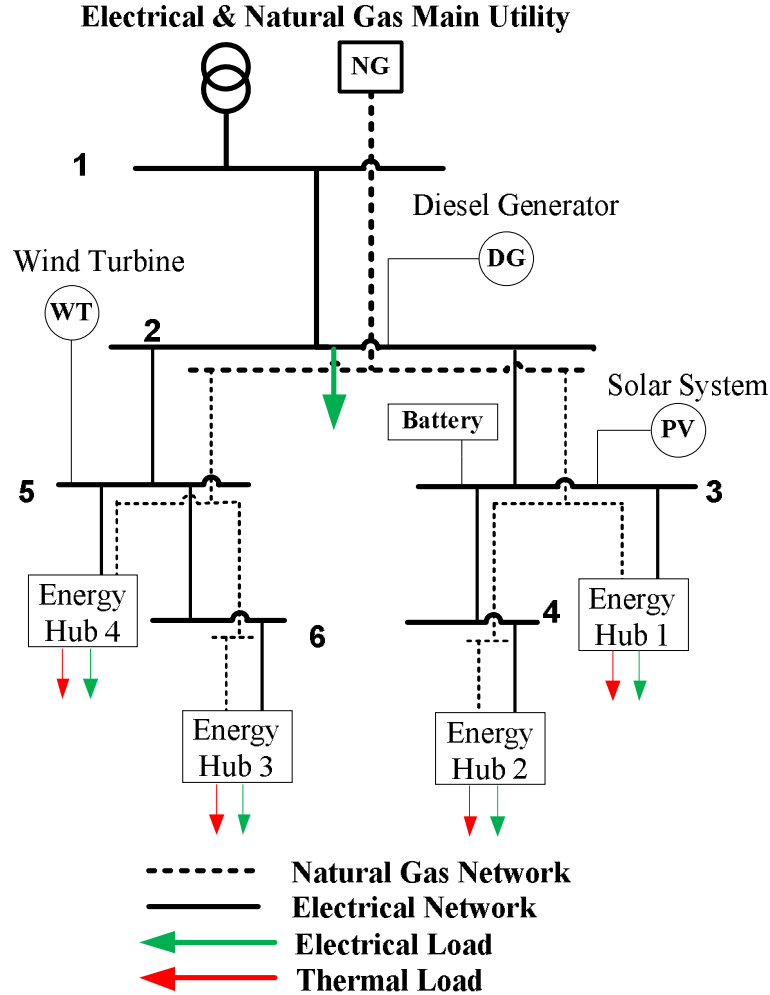 Electrical & Natural Gas Main Utility
NG
1
Diesel Generator
DG
Wind Turbine
WT
2
Solar System
PV
Battery
5
3
Energy
Hub 4
Energy
Hub 1
4
6
Energy
Hub 3
Energy
Hub 2
Natural Gas Network
Electrical Network
Electrical Load
Thermal Load